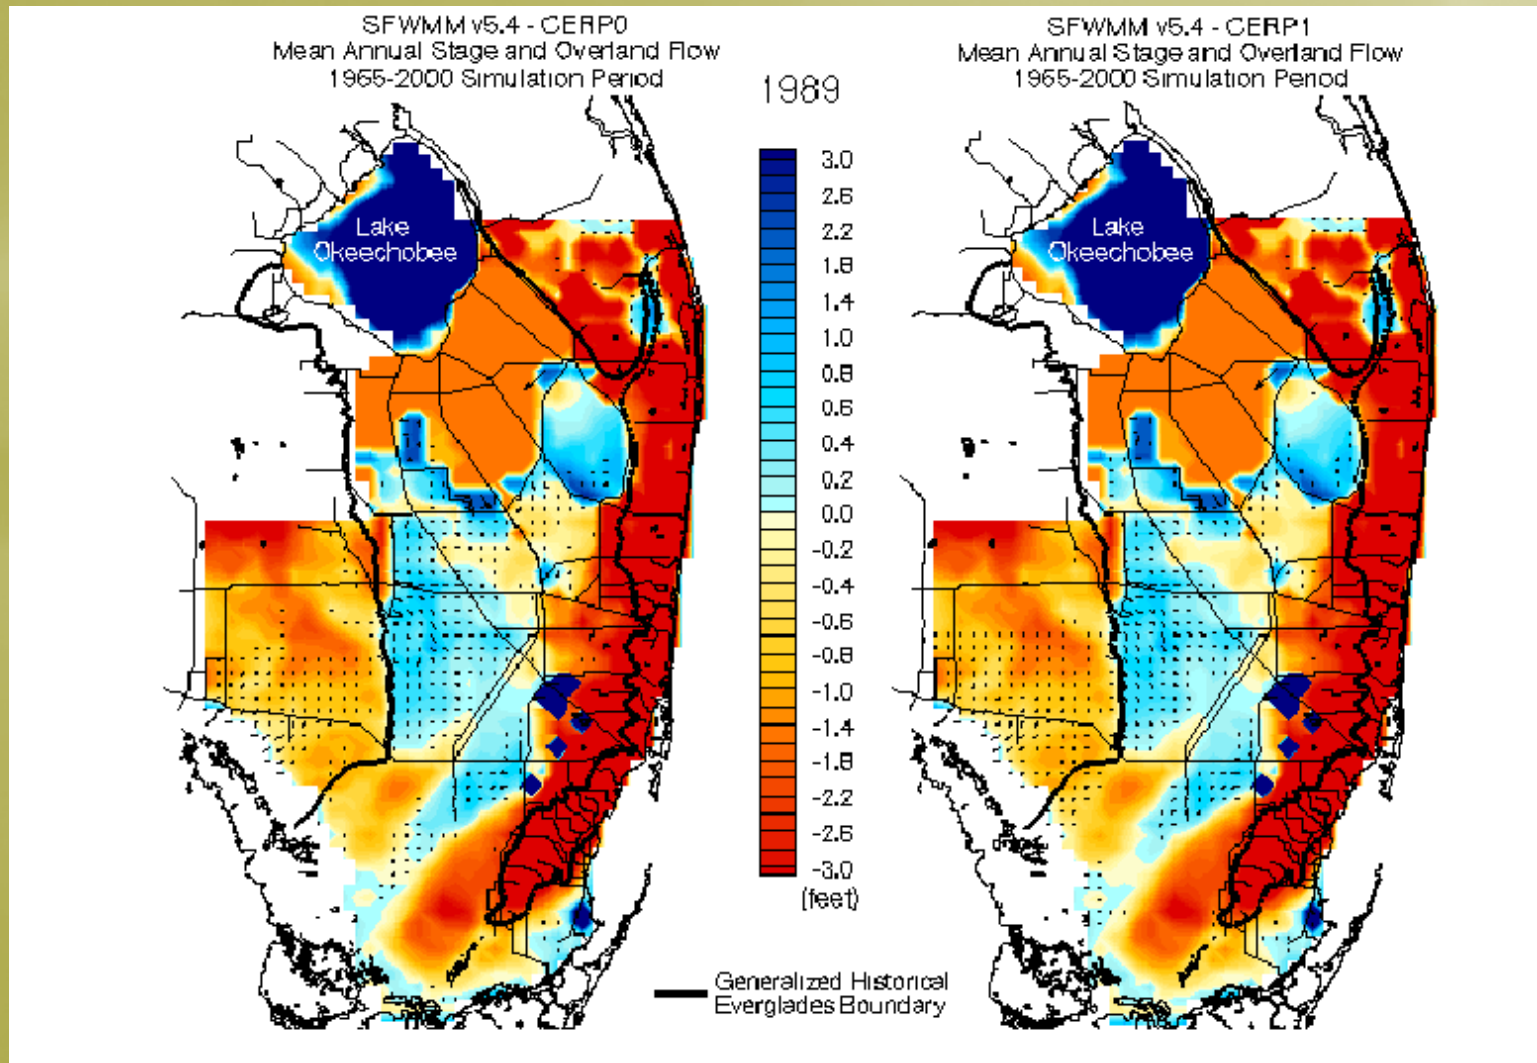 SFWMM v5.4 - CERP0
Mean Annual Stage and Overland Flow
1965-2000 Simulation Period
SFWMM v5.4 - CERP1
Mean Annual Stage and Overland Flow
1965-2000 Simulation Period
1989
Lake
Okeechobee
Lake
Okeechobee
3.0
2.6
2.2
1.8
1.4
1.0
0.8
0.6
0.4
0.2
0.0
-0.2
-0.4
-0.6
-0.8
-1.0
-1.4
-1.8
-2.2
-2.6
-3.0
(feet)
Generalized Historical
Everglades Boundary